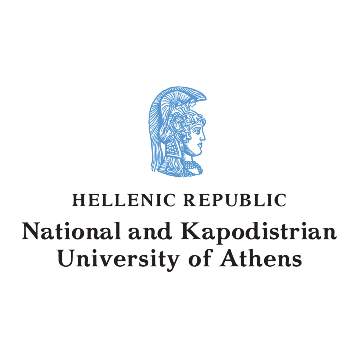 HELLENIC REPUBLIC
National and Kapodistrian
University of Athens